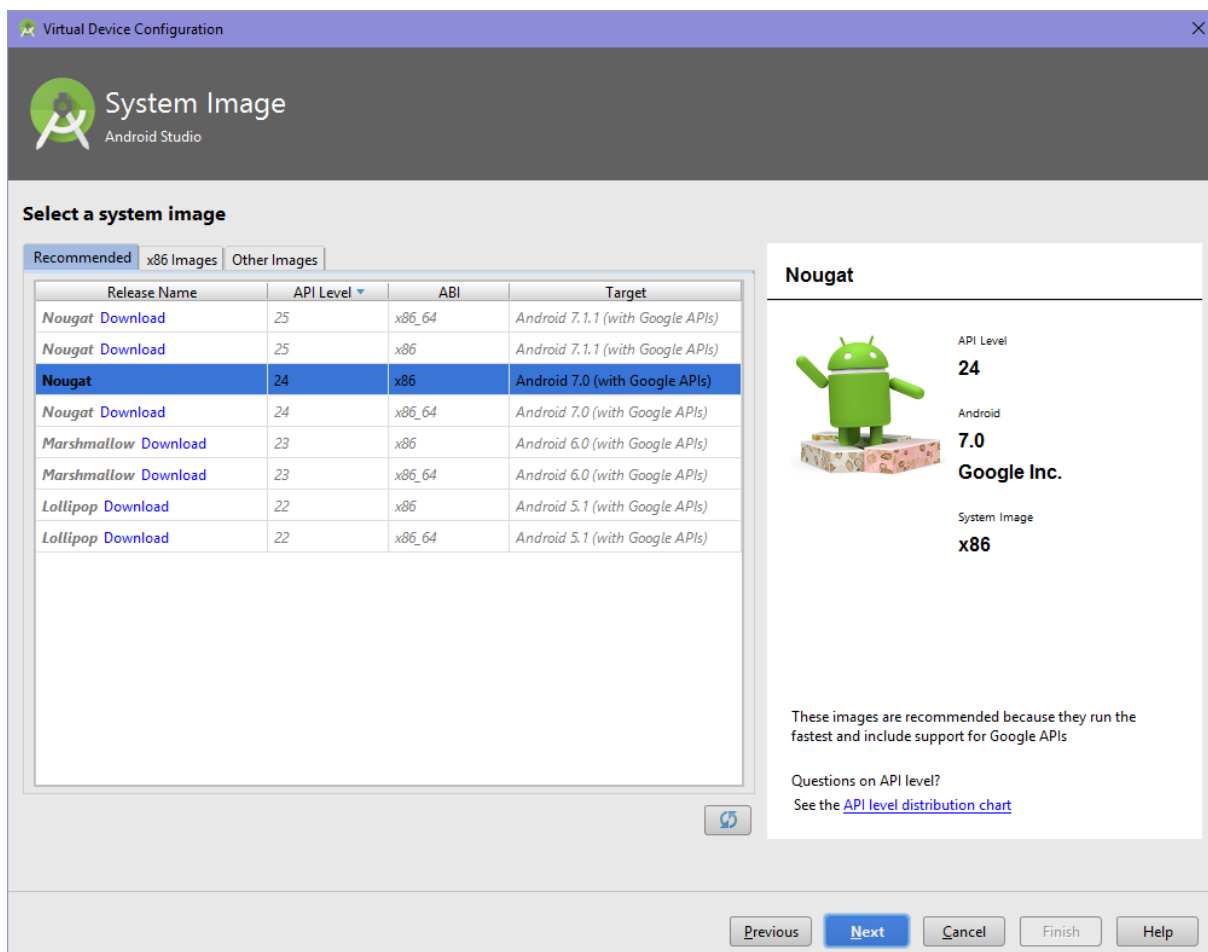 Virtual Device Configuration
System Image
Android Studio
Select a system image
Recommended x86 Images Other Images
Release Name API Level ABI Target
Nougat Download 25 x86_64 Android 7.1.1 (with Google APIs)
Nougat Download 25 x86 Android 7.1.1 (with Google APIs)
Nougat 24 x86 Android 7.0 (with Google APIs)
Nougat Download 24 x86_64 Android 7.0 (with Google APIs)
Marshmallow Download 23 x86 Android 6.0 (with Google APIs)
Marshmallow Download 23 x86_64 Android 6.0 (with Google APIs)
Lollipop Download 22 x86 Android 5.1 (with Google APIs)
Lollipop Download 22 x86_64 Android 5.1 (with Google APIs)
Nougat
API Level
24
Android
7.0
Google Inc.
System Image
x86
These images are recommended because they run the
fastest and include support for Google APIs
Questions on API level?
See the API level distribution chart
Previous Next Cancel Finish Help